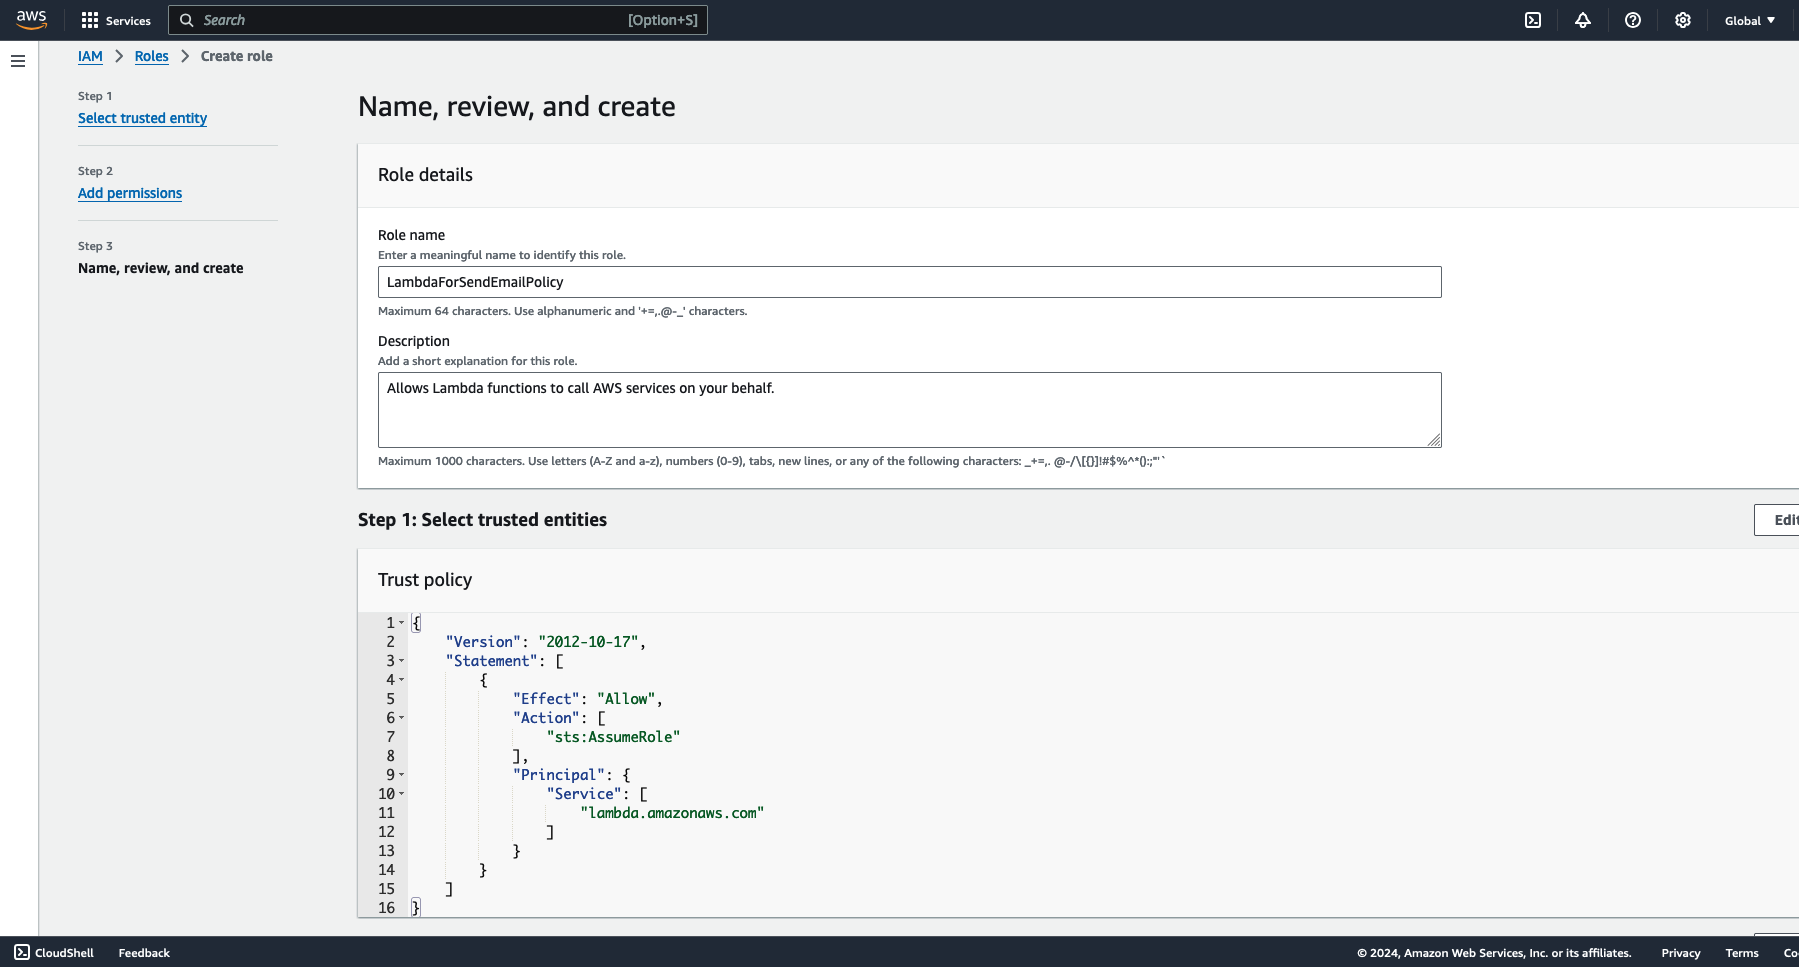 aws
Services
Search
[Option+S]
Global
IAM > Roles > Create role
Step 1
Select trusted entity
Step 2
Add permissions
Step 3
Name, review, and create
Name, review, and create
Role details
Role name
Enter a meaningful name to identify this role.
LambdaForSendEmailPolicy
Maximum 64 characters. Use alphanumeric and '+=,.@-_' characters.
Description
Add a short explanation for this role.
Allows Lambda functions to call AWS services on your behalf.
Maximum 1000 characters. Use letters (A-Z and a-z), numbers (0-9), tabs, new lines, or any of the following characters: _+=,. @-/\[{}]!#$%^*();:;"'`
Step 1: Select trusted entities
Edit
Trust policy
1 {
2     "Version": "2012-10-17",
3     "Statement": [
4         {
5             "Effect": "Allow",
6             "Action": [
7                 "sts:AssumeRole"
8             ],
9             "Principal": {
10                 "Service": [
11                     "lambda.amazonaws.com"
12                 ]
13             }
14         }
15     ]
16 }
CloudShell
Feedback
© 2024, Amazon Web Services, Inc. or its affiliates.
Privacy
Terms